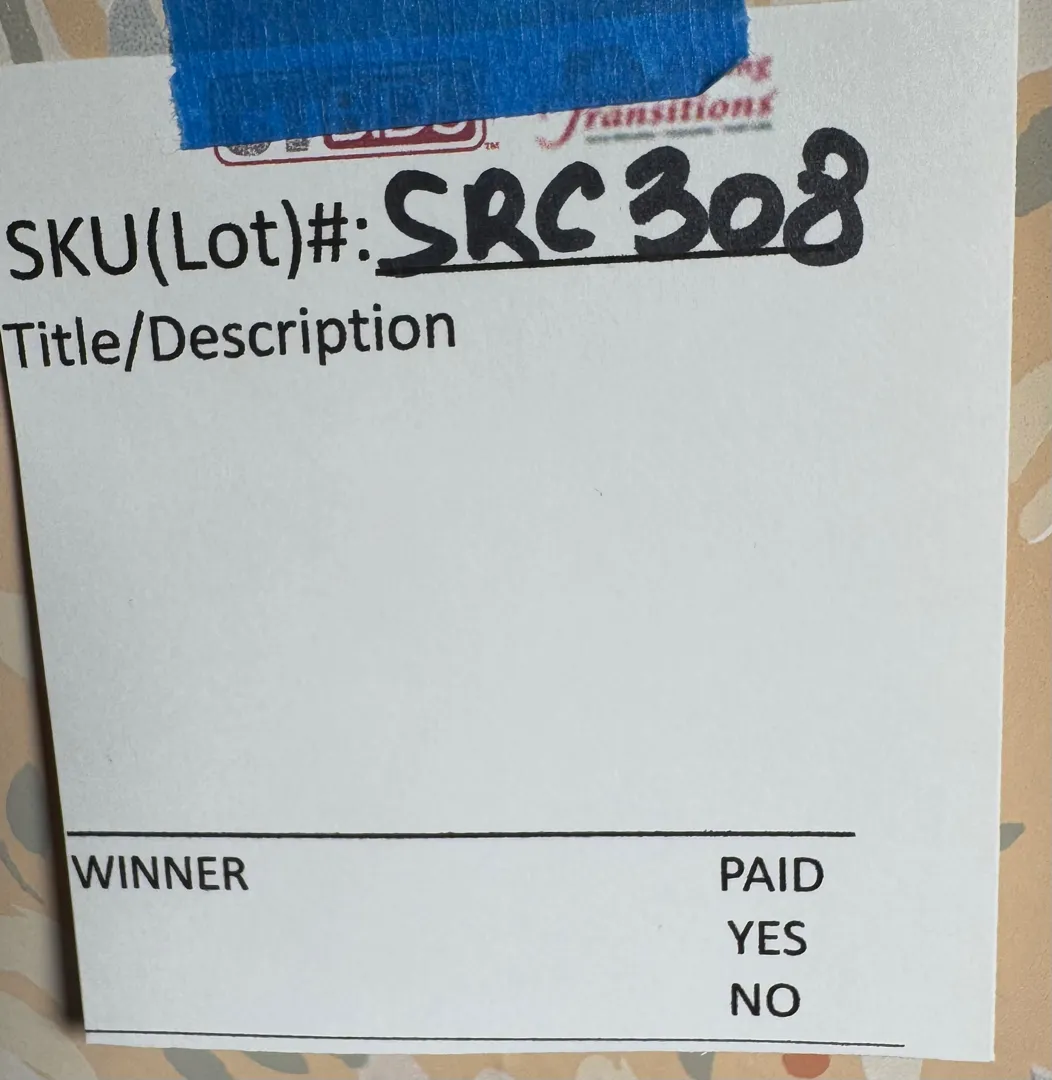 Transitions
SKU(Lot)#: SRC308
Title/Description
WINNER PAID
YES
NO